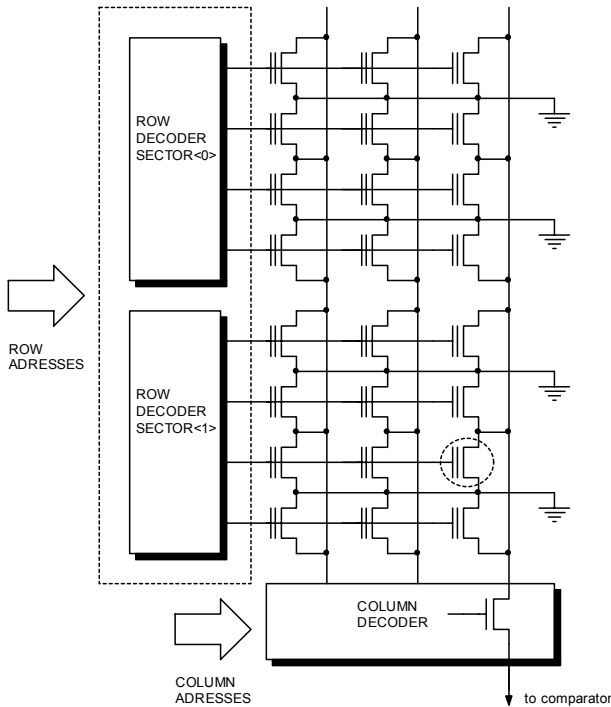 ROW
DECODER
SECTOR<0>
ROW
ADRESSES
ROW
DECODER
SECTOR<1>
COLUMN
DECODER
COLUMN
ADRESSES
to comparator